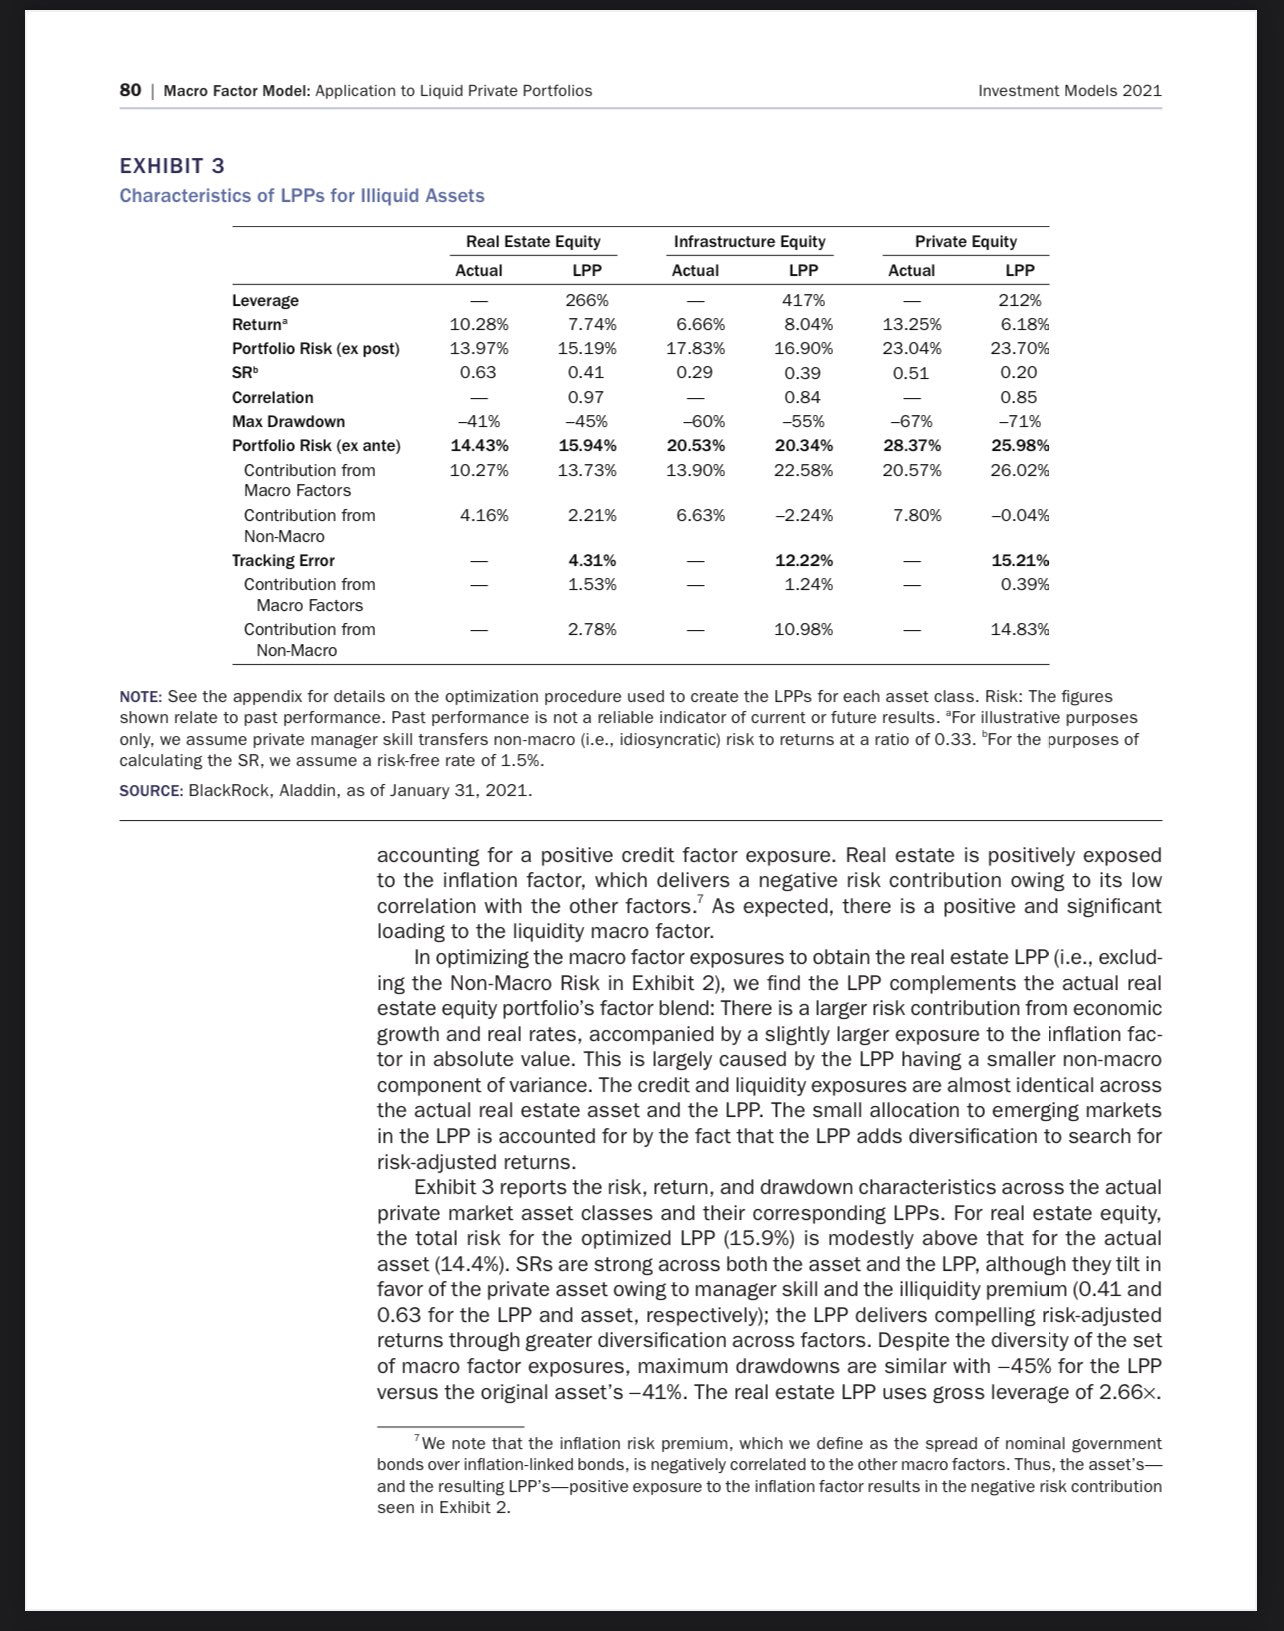 80 | Macro Factor Model: Application to Liquid Private Portfolios Investment Models 2021
EXHIBIT 3
Characteristics of LPPs for Illiquid Assets
Real Estate Equity Infrastructure Equity Private Equity
Actual LPP Actual LPP Actual LPP
Leverage — 266% — 417% — 212%
Returnᵃ 10.28% 7.74% 6.66% 8.04% 13.25% 6.18%
Portfolio Risk (ex post) 13.97% 15.19% 17.83% 16.90% 23.04% 23.70%
SRᵇ 0.63 0.41 0.29 0.39 0.51 0.20
Correlation — 0.97 — 0.84 — 0.85
Max Drawdown –41% –45% –60% –55% –67% –71%
Portfolio Risk (ex ante) 14.43% 15.94% 20.53% 20.34% 28.37% 25.98%
Contribution from 10.27% 13.73% 13.90% 22.58% 20.57% 26.02%
Macro Factors
Contribution from 4.16% 2.21% 6.63% –2.24% 7.80% –0.04%
Non-Macro
Tracking Error — 4.31% — 12.22% — 15.21%
Contribution from — 1.53% — 1.24% — 0.39%
Macro Factors
Contribution from — 2.78% — 10.98% — 14.83%
Non-Macro
NOTE: See the appendix for details on the optimization procedure used to create the LPPs for each asset class. Risk: The figures
shown relate to past performance. Past performance is not a reliable indicator of current or future results. ᵃFor illustrative purposes
only, we assume private manager skill transfers non-macro (i.e., idiosyncratic) risk to returns at a ratio of 0.33. ᵇFor the purposes of
calculating the SR, we assume a risk-free rate of 1.5%.
SOURCE: BlackRock, Aladdin, as of January 31, 2021.
accounting for a positive credit factor exposure. Real estate is positively exposed
to the inflation factor, which delivers a negative risk contribution owing to its low
correlation with the other factors.⁷ As expected, there is a positive and significant
loading to the liquidity macro factor.
In optimizing the macro factor exposures to obtain the real estate LPP (i.e., exclud-
ing the Non-Macro Risk in Exhibit 2), we find the LPP complements the actual real
estate equity portfolio’s factor blend: There is a larger risk contribution from economic
growth and real rates, accompanied by a slightly larger exposure to the inflation fac-
tor in absolute value. This is largely caused by the LPP having a smaller non-macro
component of variance. The credit and liquidity exposures are almost identical across
the actual real estate asset and the LPP. The small allocation to emerging markets
in the LPP is accounted for by the fact that the LPP adds diversification to search for
risk-adjusted returns.
Exhibit 3 reports the risk, return, and drawdown characteristics across the actual
private market asset classes and their corresponding LPPs. For real estate equity,
the total risk for the optimized LPP (15.9%) is modestly above that for the actual
asset (14.4%). SRs are strong across both the asset and the LPP, although they tilt in
favor of the private asset owing to manager skill and the illiquidity premium (0.41 and
0.63 for the LPP and asset, respectively); the LPP delivers compelling risk-adjusted
returns through greater diversification across factors. Despite the diversity of the set
of macro factor exposures, maximum drawdowns are similar with –45% for the LPP
versus the original asset’s –41%. The real estate LPP uses gross leverage of 2.66×.
⁷We note that the inflation risk premium, which we define as the spread of nominal government
bonds over inflation-linked bonds, is negatively correlated to the other macro factors. Thus, the asset’s—
and the resulting LPP’s—positive exposure to the inflation factor results in the negative risk contribution
seen in Exhibit 2.